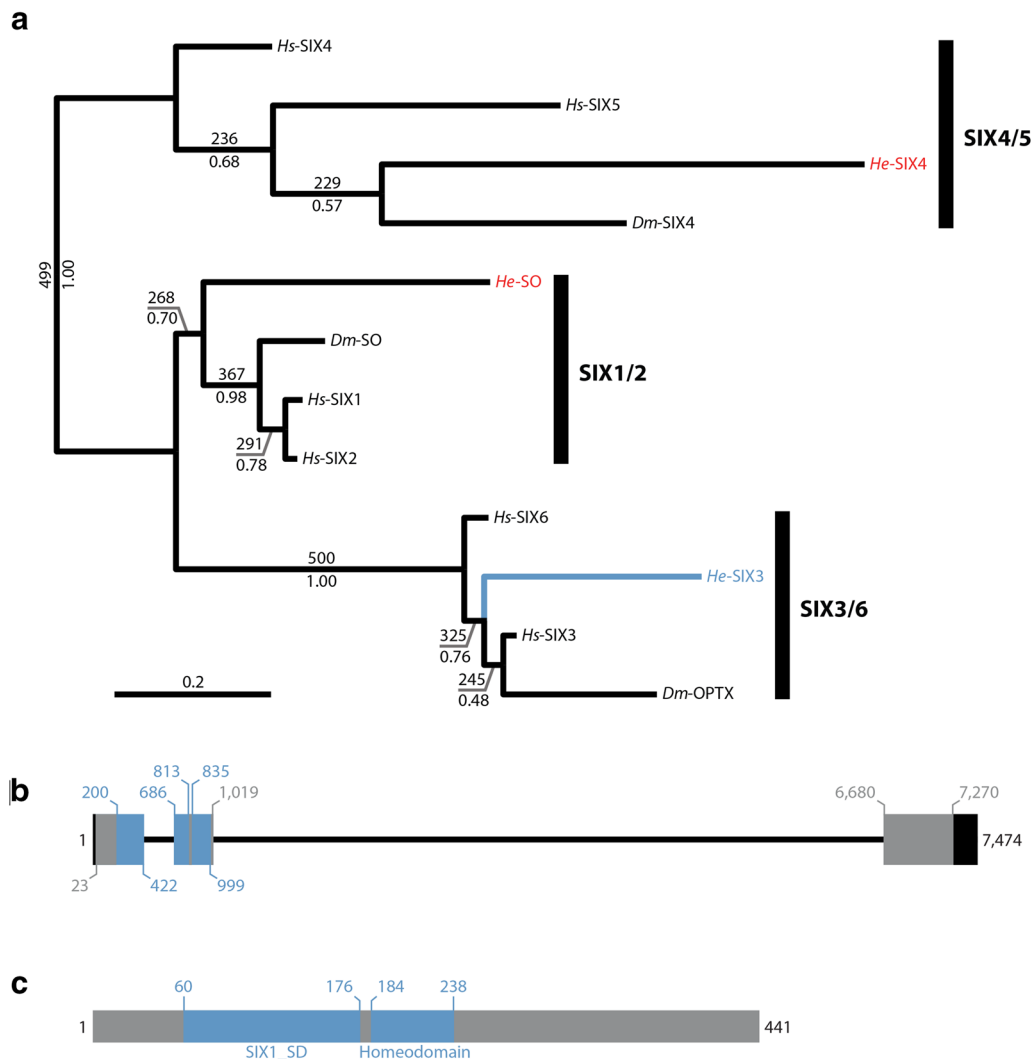 a
Hs-SIX4
Hs-SIX5
236
0.68
He-SIX4
229
0.57
Dm-SIX4
SIX4/5
499
1.00
He-SO
268
0.70
Dm-SO
367
0.98
Hs-SIX1
291
0.78
Hs-SIX2
SIX1/2
Hs-SIX6
500
1.00
He-SIX3
325
0.76
Hs-SIX3
245
0.48
Dm-OPTX
SIX3/6
0.2
b
813 835
200 686 1,019 6,680 7,270
1 7,474
23 422 999
c
60 176 184 238
1 441
SIX1_SD Homeodomain